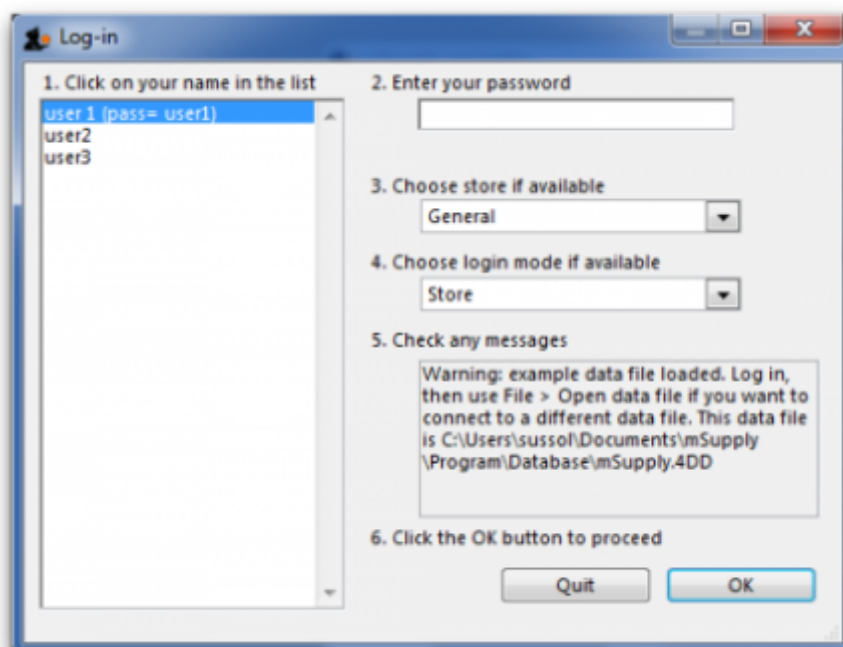 Log-in
1. Click on your name in the list
user 1 (pass= user1)
user2
user3
2. Enter your password
3. Choose store if available
General
4. Choose login mode if available
Store
5. Check any messages
Warning: example data file loaded. Log in,
then use File > Open data file if you want to
connect to a different data file. This data file
is C:\Users\sussol\Documents\mSupply
\Program\Database\mSupply.4DD
6. Click the OK button to proceed
Quit
OK